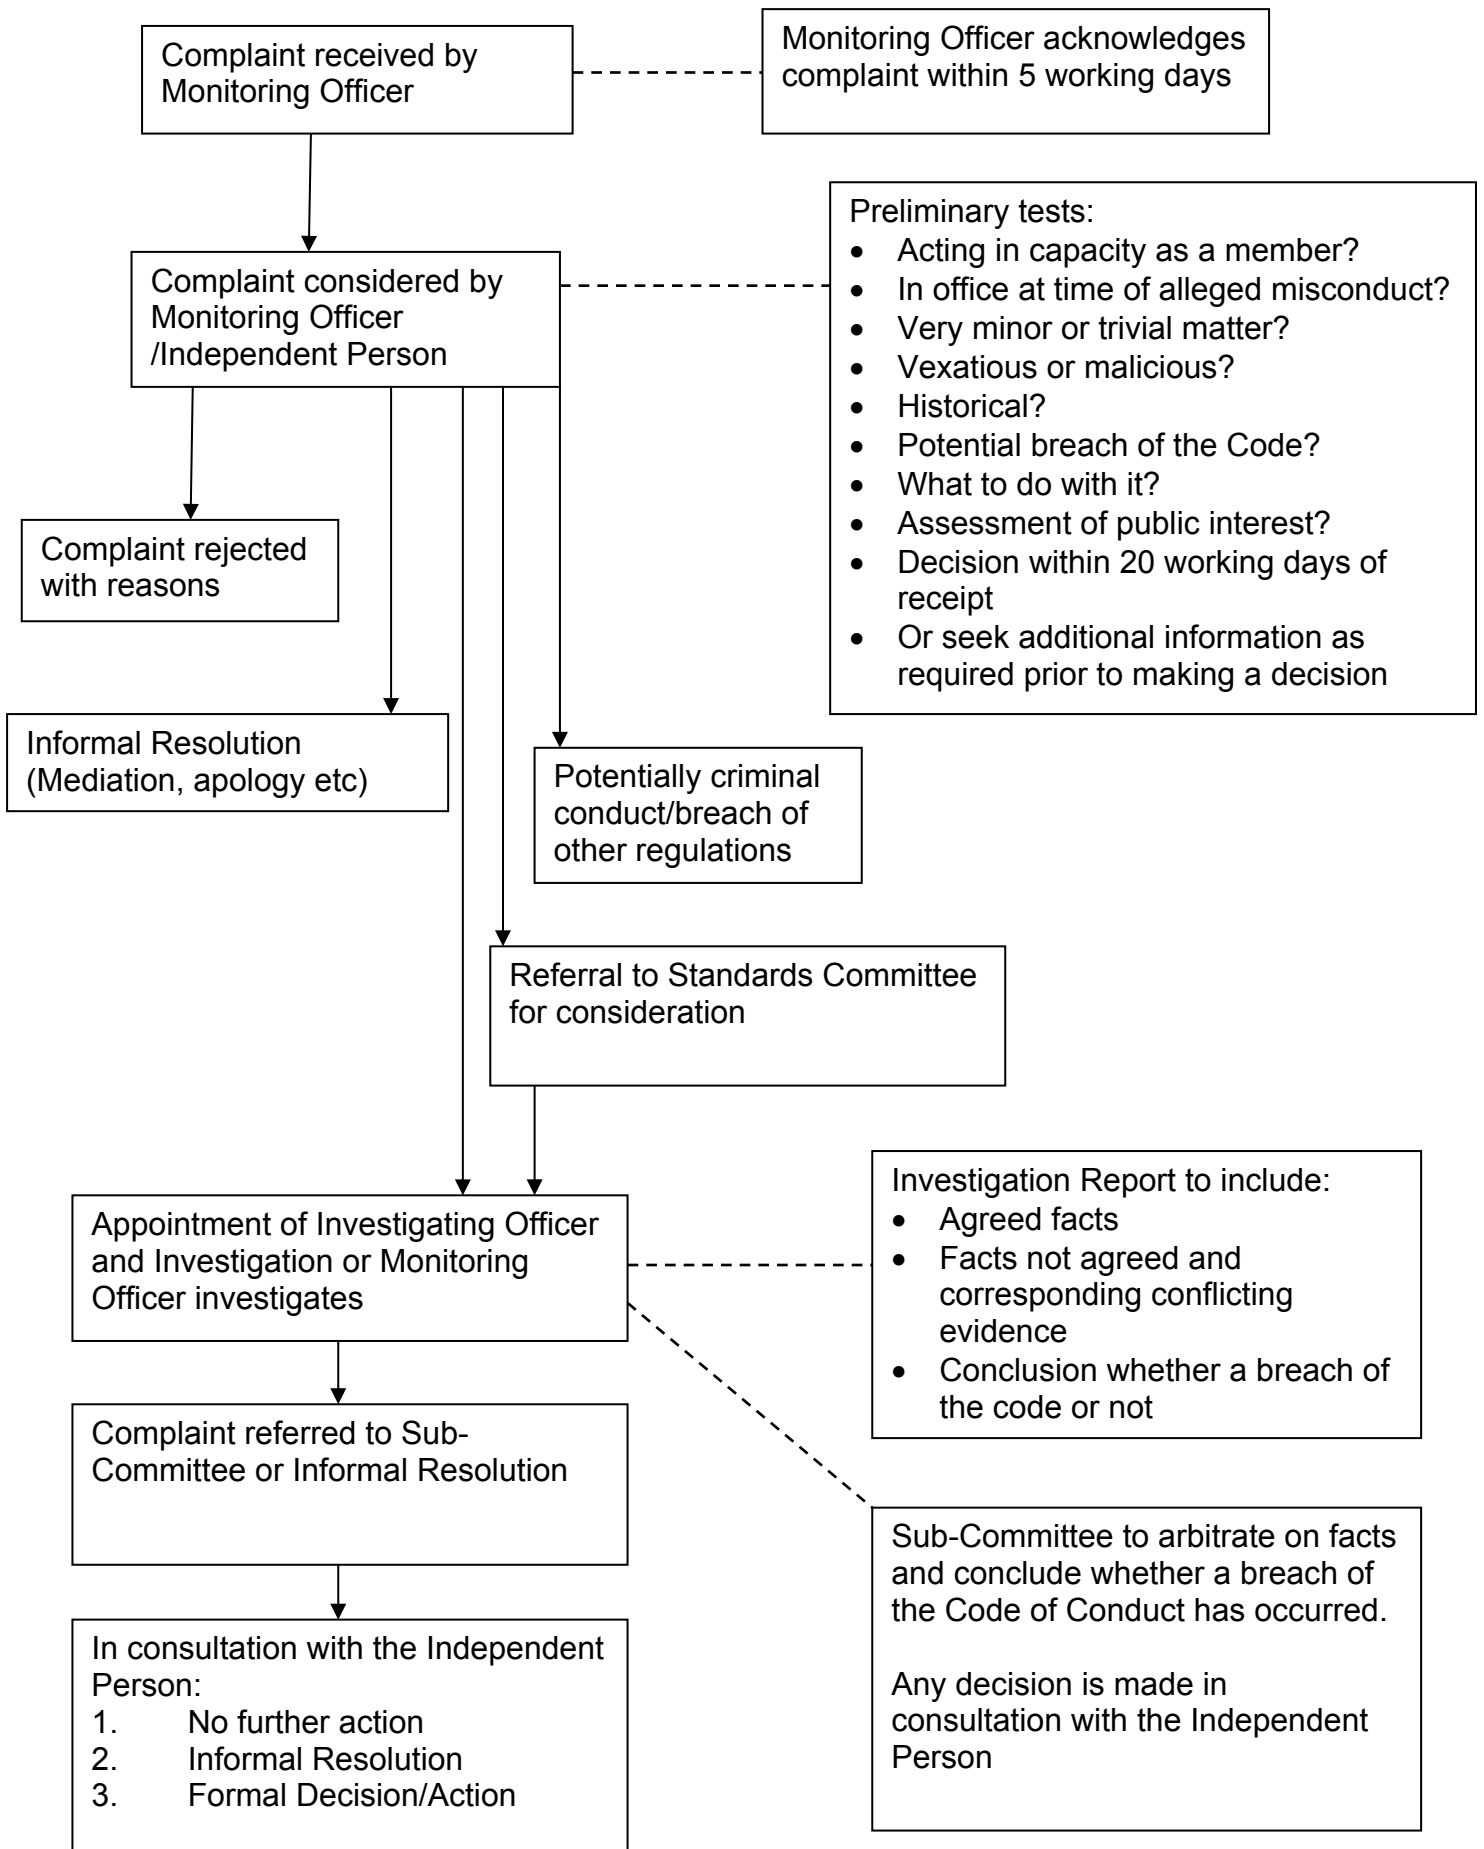 Complaint received by
Monitoring Officer
Monitoring Officer acknowledges
complaint within 5 working days
Complaint considered by
Monitoring Officer
/Independent Person
Preliminary tests:
• Acting in capacity as a member?
• In office at time of alleged misconduct?
• Very minor or trivial matter?
• Vexatious or malicious?
• Historical?
• Potential breach of the Code?
• What to do with it?
• Assessment of public interest?
• Decision within 20 working days of
receipt
• Or seek additional information as
required prior to making a decision
Complaint rejected
with reasons
Informal Resolution
(Mediation, apology etc)
Potentially criminal
conduct/breach of
other regulations
Referral to Standards Committee
for consideration
Appointment of Investigating Officer
and Investigation or Monitoring
Officer investigates
Investigation Report to include:
• Agreed facts
• Facts not agreed and
corresponding conflicting
evidence
• Conclusion whether a breach of
the code or not
Complaint referred to Sub-
Committee or Informal Resolution
Sub-Committee to arbitrate on facts
and conclude whether a breach of
the Code of Conduct has occurred.
Any decision is made in
consultation with the Independent
Person
In consultation with the Independent
Person:
1. No further action
2. Informal Resolution
3. Formal Decision/Action